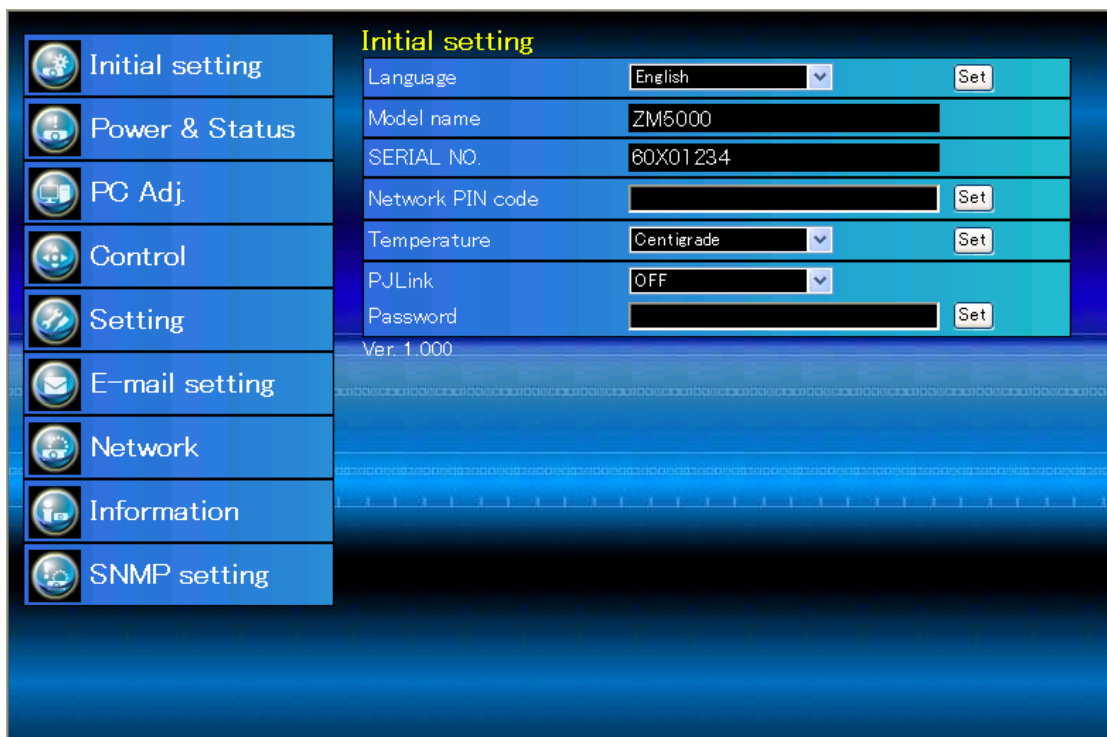 Initial setting
Power & Status
PC Adj.
Control
Setting
E-mail setting
Network
Information
SNMP setting
Initial setting
Language English Set
Model name ZM5000
SERIAL NO. 60X01234
Network PIN code Set
Temperature Centigrade Set
PJLink OFF
Password Set
Ver. 1.000